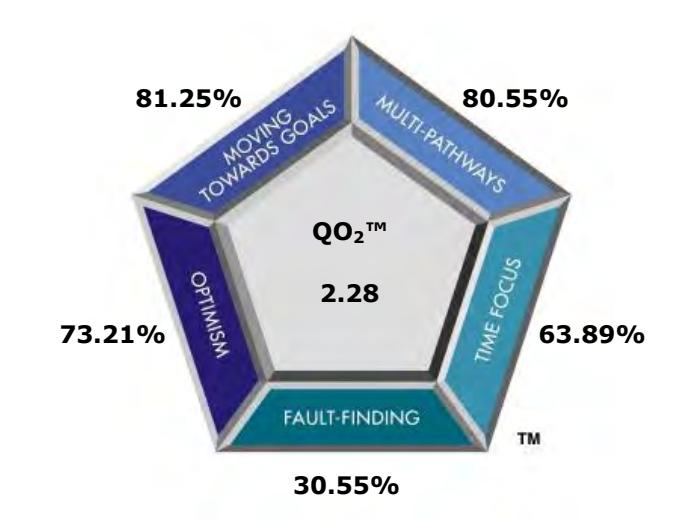 81.25%
80.55%
MOVING
TOWARDS GOALS
MULTI-PATHWAYS
QO₂™
2.28
OPTIMISM
TIME FOCUS
73.21%
63.89%
FAULT-FINDING
TM
30.55%